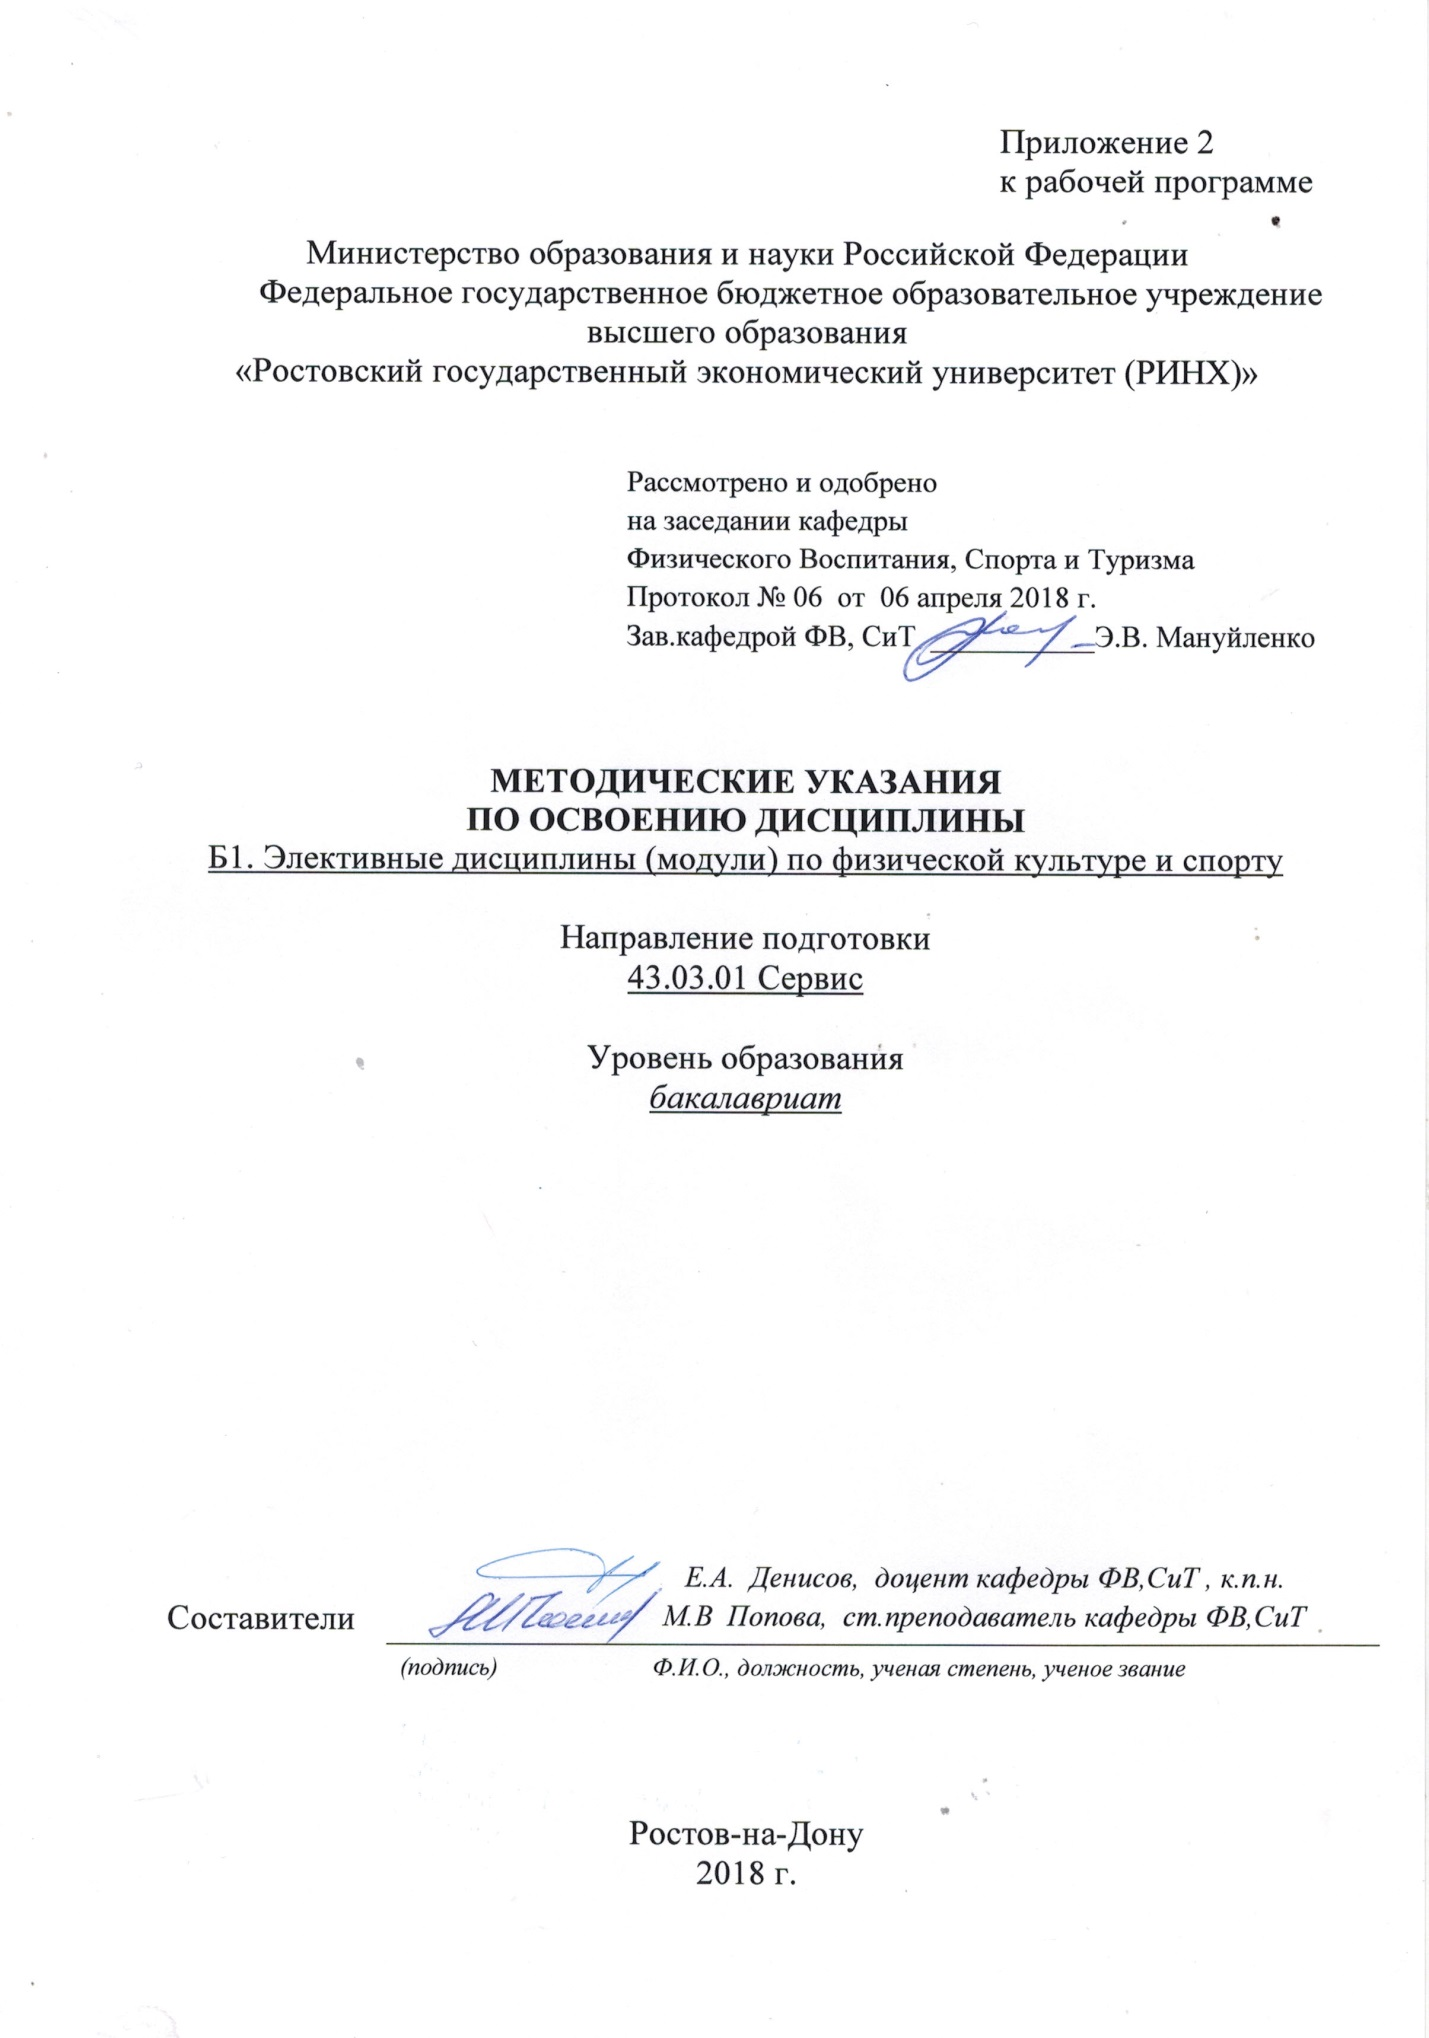 Приложение 2
к рабочей программе
Министерство образования и науки Российской Федерации
Федеральное государственное бюджетное образовательное учреждение
высшего образования
«Ростовский государственный экономический университет (РИНХ)»
Рассмотрено и одобрено
на заседании кафедры
Физического Воспитания, Спорта и Туризма
Протокол № 06 от 06 апреля 2018 г.
Зав.кафедрой ФВ, СиТ Э.В. Мануйленко
МЕТОДИЧЕСКИЕ УКАЗАНИЯ
ПО ОСВОЕНИЮ ДИСЦИПЛИНЫ
Б1. Элективные дисциплины (модули) по физической культуре и спорту
Направление подготовки
43.03.01 Сервис
Уровень образования
бакалавриат
Е.А. Денисов, доцент кафедры ФВ,СиТ , к.п.н.
Составители М.В Попова, ст.преподаватель кафедры ФВ,СиТ
(подпись) Ф.И.О., должность, ученая степень, ученое звание
Ростов-на-Дону
2018 г.